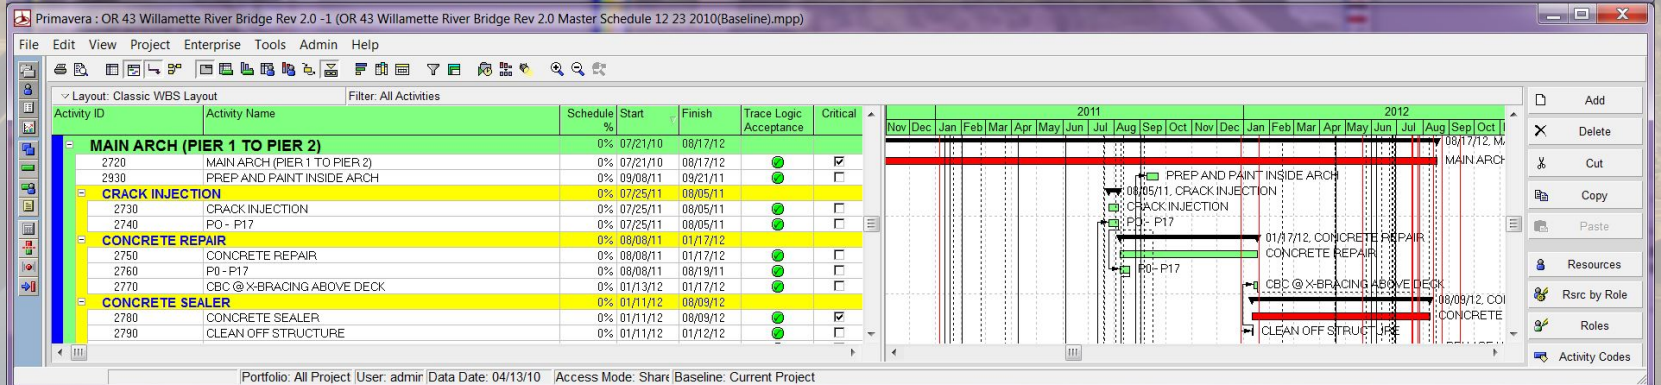 Primavera : OR 43 Willamette River Bridge Rev 2.0 -1 (OR 43 Willamette River Bridge Rev 2.0 Master Schedule 12 23 2010(Baseline).mpp)
File Edit View Project Enterprise Tools Admin Help
Layout: Classic WBS Layout Filter: All Activities
Activity ID Activity Name Schedule % Start Finish Trace Logic Acceptance Critical
2011 2012
Nov Dec Jan Feb Mar Apr May Jun Jul Aug Sep Oct Nov Dec Jan Feb Mar Apr May Jun Jul Aug Sep Oct
MAIN ARCH (PIER 1 TO PIER 2) 0% 07/21/10 08/17/12 08/17/12,
2720 MAIN ARCH (PIER 1 TO PIER 2) 0% 07/21/10 08/17/12 MAIN ARCH
2930 PREP AND PAINT INSIDE ARCH 0% 09/08/11 09/21/11 PREP AND PAINT INSIDE ARCH
CRACK INJECTION 0% 07/25/11 08/05/11 08/05/11, CRACK INJECTION
2730 CRACK INJECTION 0% 07/25/11 08/05/11 CRACK INJECTION
2740 PO - P17 0% 07/25/11 08/05/11 PO - P17
CONCRETE REPAIR 0% 08/08/11 01/17/12 01/17/12, CONCRETE REPAIR
2750 CONCRETE REPAIR 0% 08/08/11 01/17/12 CONCRETE REPAIR
2760 P0 - P17 0% 08/08/11 08/19/11 P0 - P17
2770 CBC @ X-BRACING ABOVE DECK 0% 01/13/12 01/17/12 CBC @ X-BRACING ABOVE DECK
CONCRETE SEALER 0% 01/11/12 08/09/12 08/09/12, CO
2780 CONCRETE SEALER 0% 01/11/12 08/09/12 CONCRETE
2790 CLEAN OFF STRUCTURE 0% 01/11/12 01/12/12 CLEAN OFF STRUCTURE
Add
Delete
Cut
Copy
Paste
Resources
Rsrc by Role
Roles
Activity Codes
Portfolio: All Project User: admin Data Date: 04/13/10 Access Mode: Share Baseline: Current Project